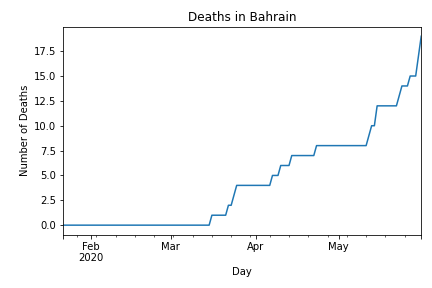 Deaths in Bahrain
Number of Deaths
17.5
15.0
12.5
10.0
7.5
5.0
2.5
0.0
Feb
2020
Mar
Apr
May
Day